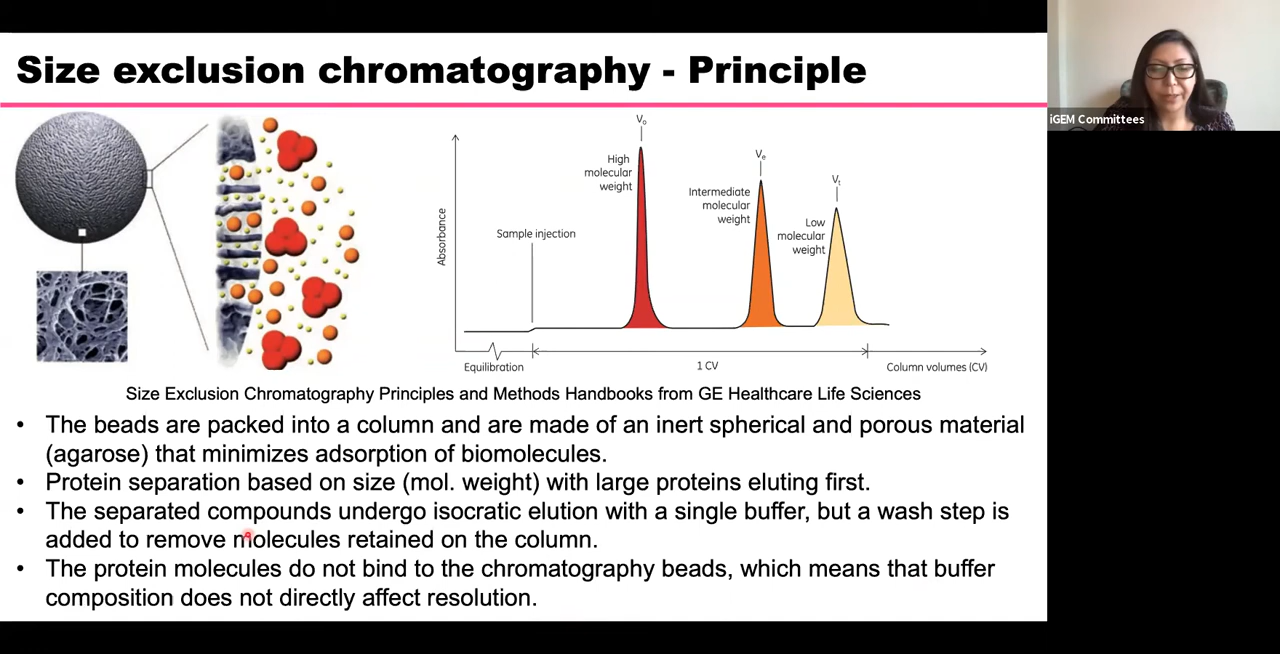 Size exclusion chromatography - Principle
iGEM Committees
Vo
High
molecular
weight
Ve
Intermediate
molecular
weight
Vt
Low
molecular
weight
Sample injection
Absorbance
Equilibration
1 CV
Column volumes (CV)
Size Exclusion Chromatography Principles and Methods Handbooks from GE Healthcare Life Sciences
• The beads are packed into a column and are made of an inert spherical and porous material
(agarose) that minimizes adsorption of biomolecules.
• Protein separation based on size (mol. weight) with large proteins eluting first.
• The separated compounds undergo isocratic elution with a single buffer, but a wash step is
added to remove molecules retained on the column.
• The protein molecules do not bind to the chromatography beads, which means that buffer
composition does not directly affect resolution.